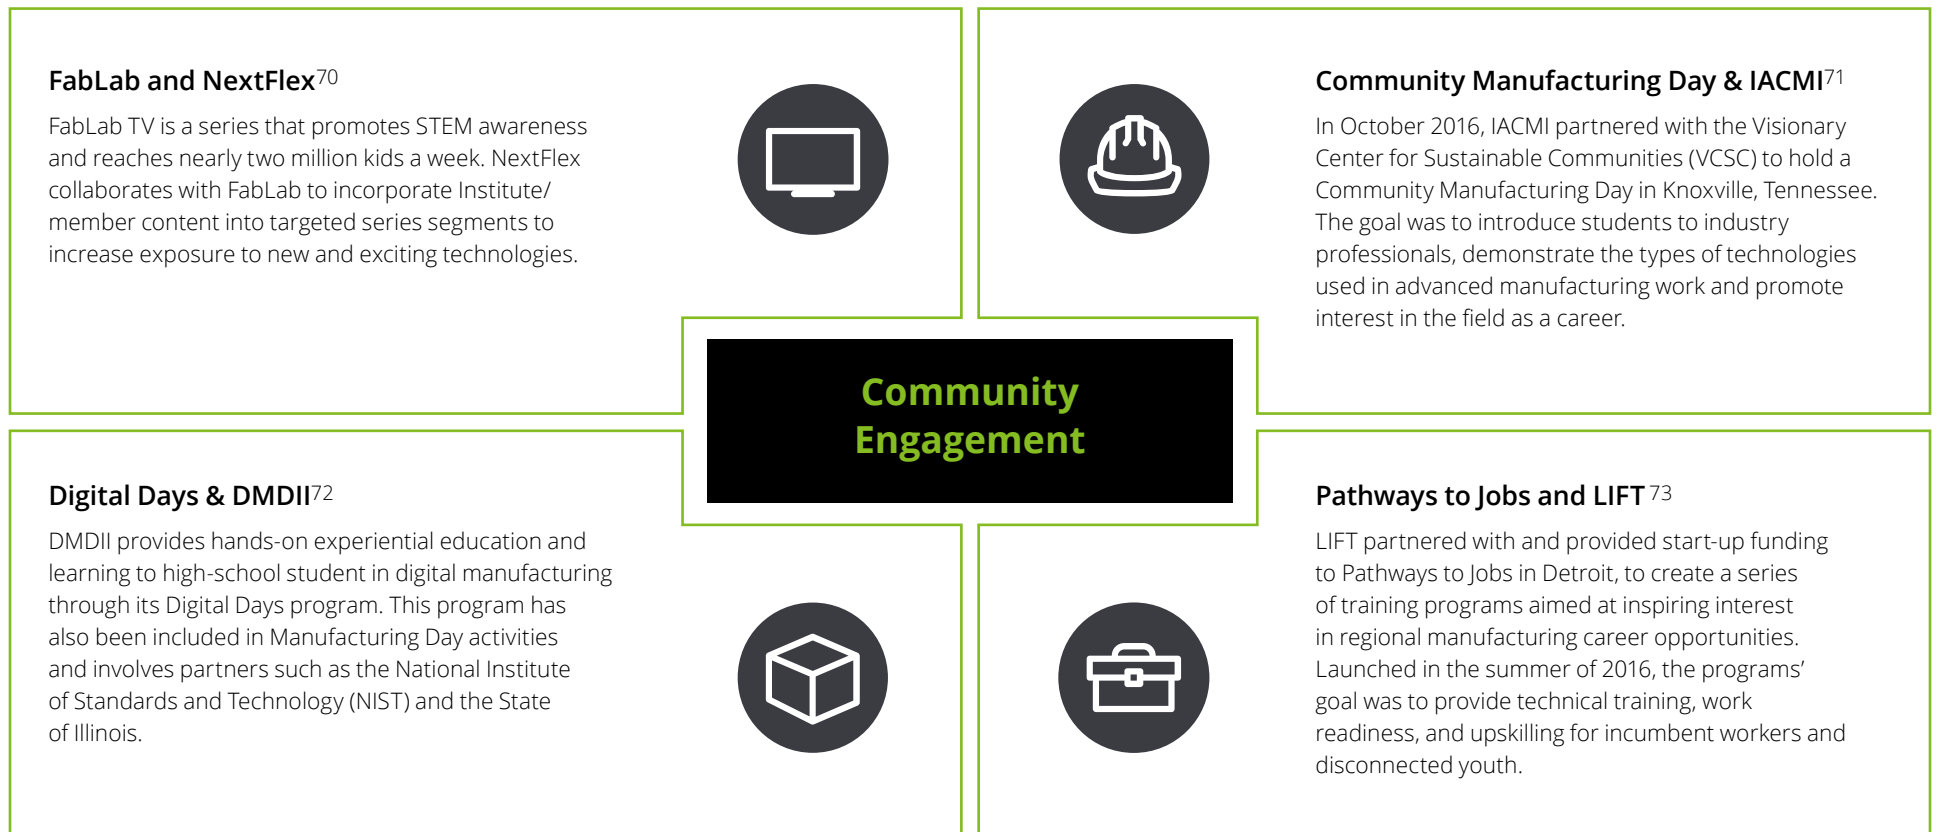 FabLab and NextFlex70
FabLab TV is a series that promotes STEM awareness
and reaches nearly two million kids a week. NextFlex
collaborates with FabLab to incorporate Institute/
member content into targeted series segments to
increase exposure to new and exciting technologies.
Community Manufacturing Day & IACMI71
In October 2016, IACMI partnered with the Visionary
Center for Sustainable Communities (VCSC) to hold a
Community Manufacturing Day in Knoxville, Tennessee.
The goal was to introduce students to industry
professionals, demonstrate the types of technologies
used in advanced manufacturing work and promote
interest in the field as a career.
Community
Engagement
Digital Days & DMDII72
DMDII provides hands-on experiential education and
learning to high-school student in digital manufacturing
through its Digital Days program. This program has
also been included in Manufacturing Day activities
and involves partners such as the National Institute
of Standards and Technology (NIST) and the State
of Illinois.
Pathways to Jobs and LIFT 73
LIFT partnered with and provided start-up funding
to Pathways to Jobs in Detroit, to create a series
of training programs aimed at inspiring interest
in regional manufacturing career opportunities.
Launched in the summer of 2016, the programs’
goal was to provide technical training, work
readiness, and upskilling for incumbent workers and
disconnected youth.